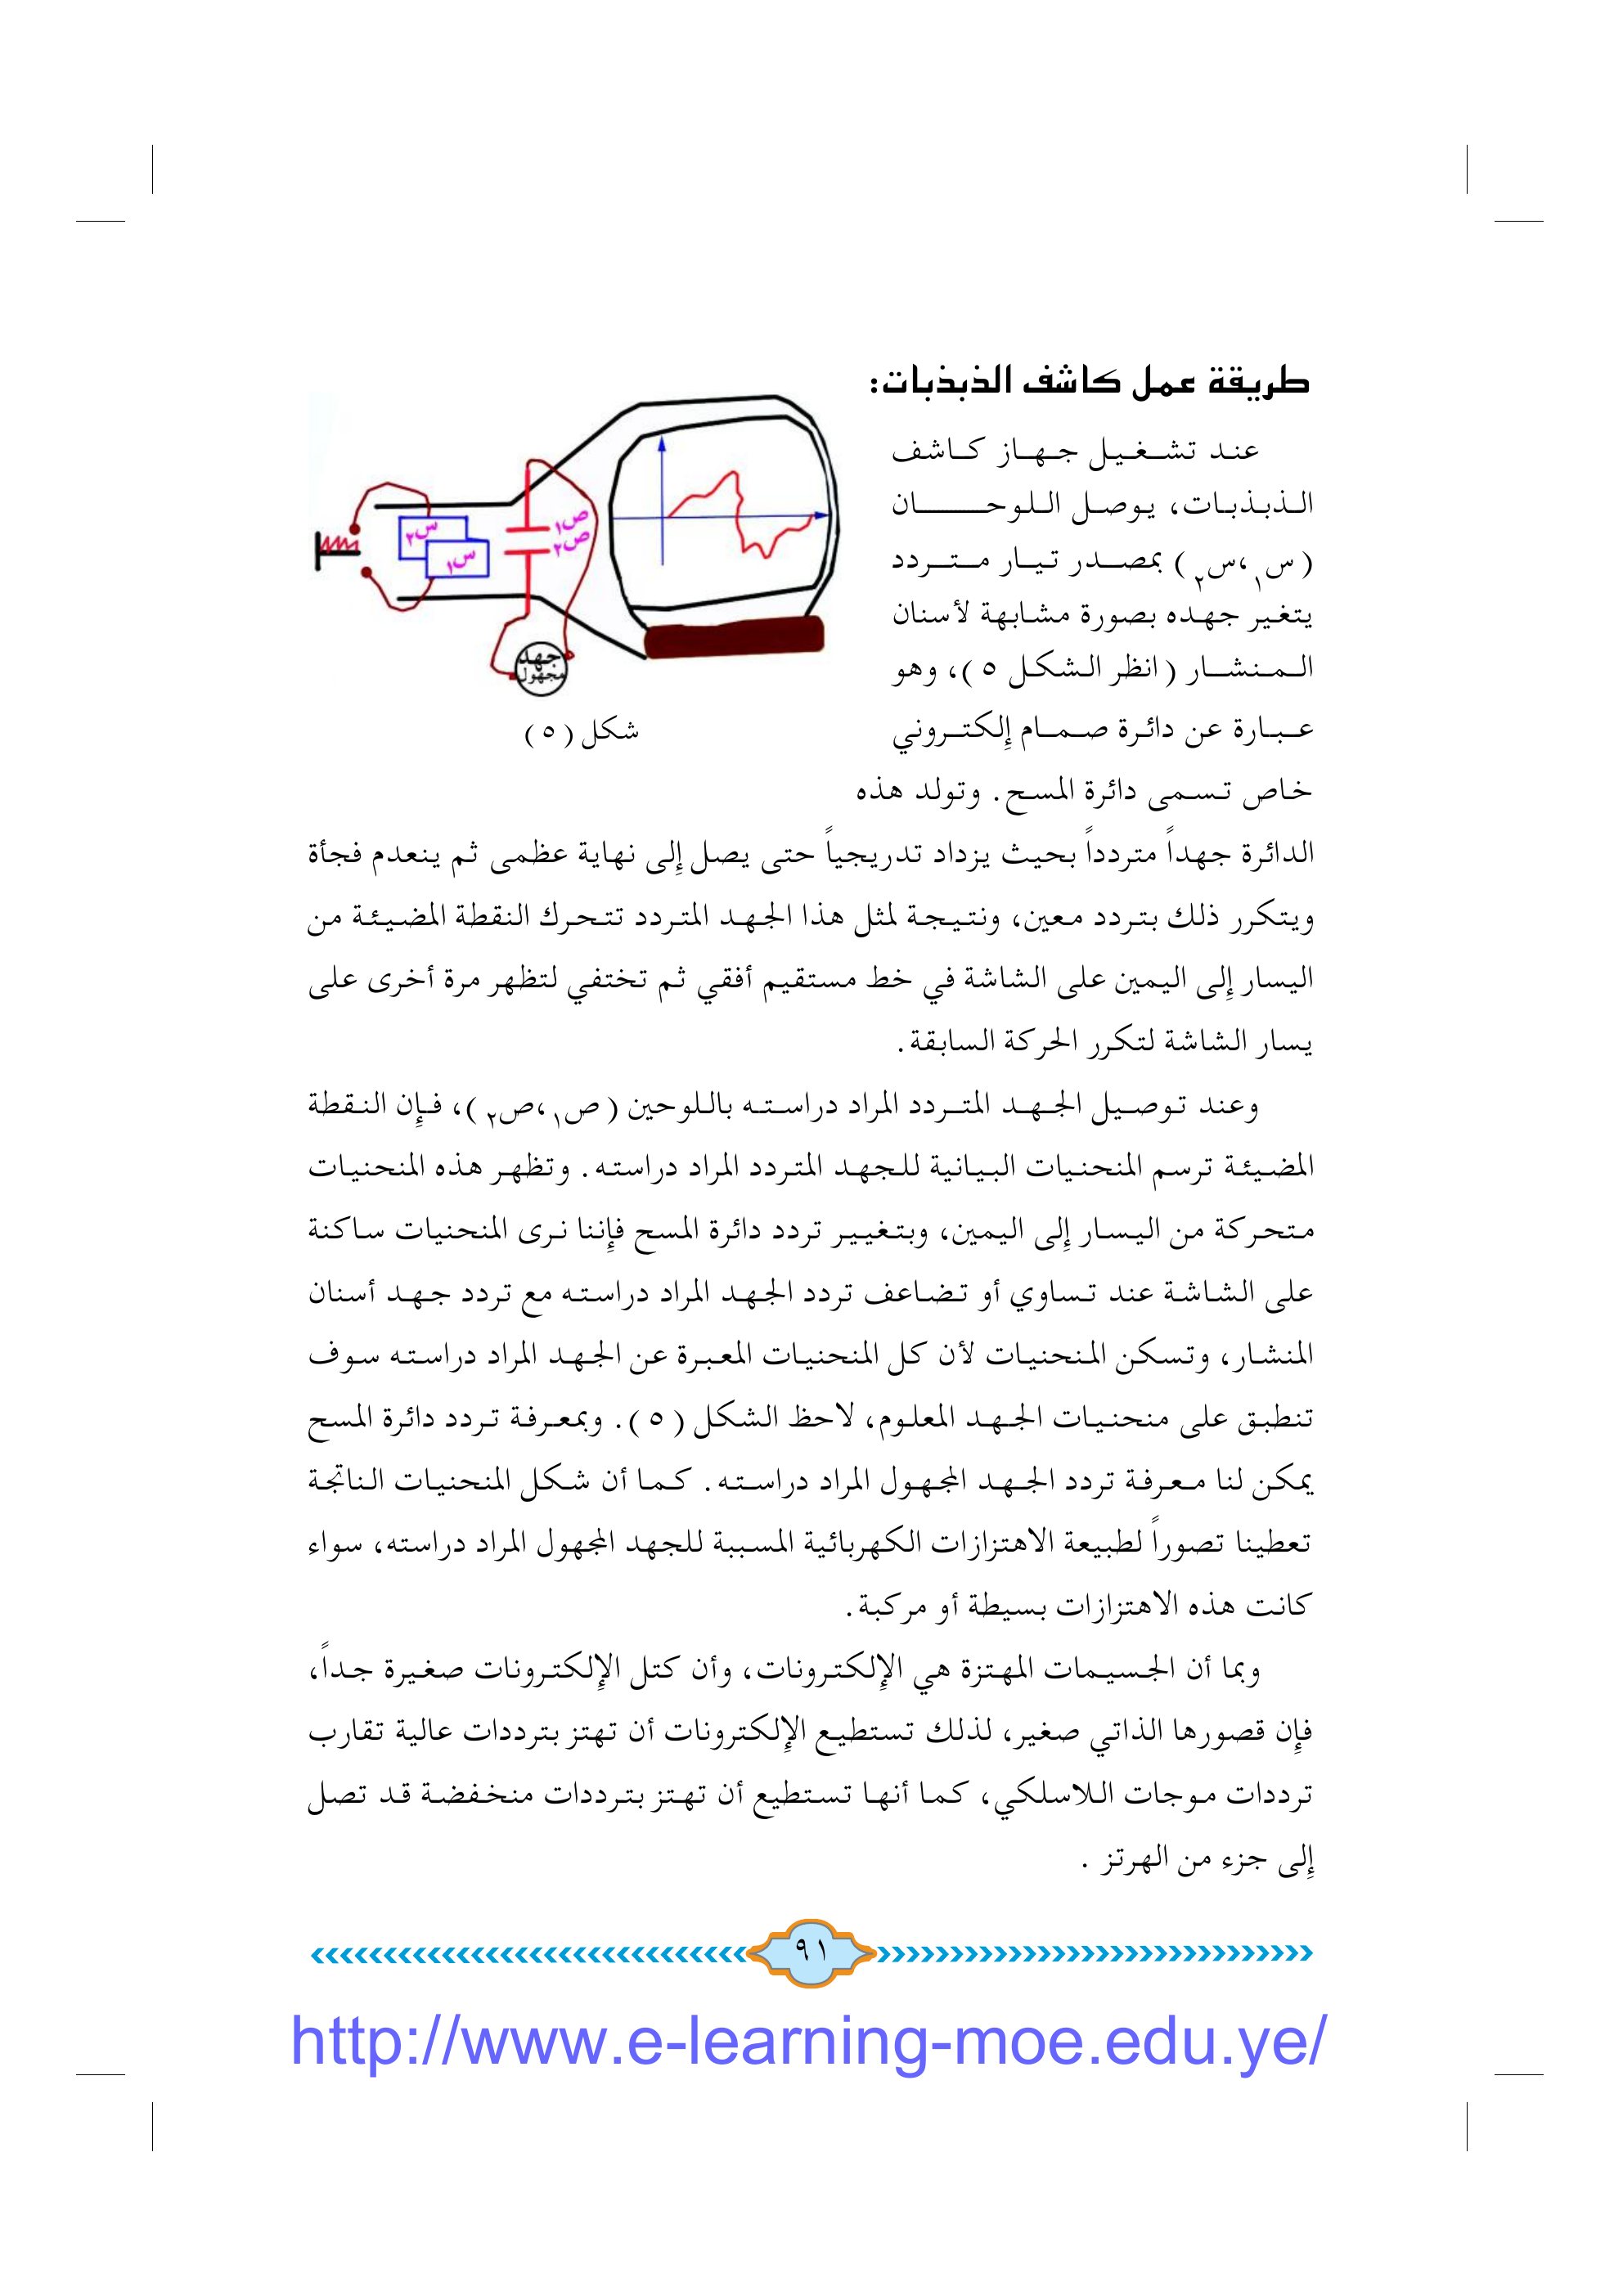 طريقة عمل كاشف الذبذبات:
عند تشغيل جهاز كاشف
الذبذبات، يوصل اللوحان
(س١، س٢) بمصدر تيار متردد
يتغير جهده بصورة مشابهة لأسنان
المنشار (انظر الشكل ٥)، وهو
عبارة عن دائرة صمام إلكتروني
خاص تسمى دائرة المسح. وتولد هذه
س٢
س١
ص١
ص٢
جهد
مجهول
شكل (٥)
الدائرة جهداً متردداً بحيث يزداد تدريجياً حتى يصل إلى نهاية عظمى ثم ينعدم فجأة
ويتكرر ذلك بتردد معين، ونتيجة لمثل هذا الجهد المتردد تتحرك النقطة المضيئة من
اليسار إلى اليمين على الشاشة في خط مستقيم أفقي ثم تختفي لتظهر مرة أخرى على
يسار الشاشة لتكرر الحركة السابقة.
وعند توصيل الجهد المتردد المراد دراسته باللوحين (ص١، ص٢)، فإن النقطة
المضيئة ترسم المنحنيات البيانية للجهد المتردد المراد دراسته. وتظهر هذه المنحنيات
متحركة من اليسار إلى اليمين، وبتغيير تردد دائرة المسح فإننا نرى المنحنيات ساكنة
على الشاشة عند تساوي أو تضاعف تردد الجهد المراد دراسته مع تردد جهد أسنان
المنشار، وتسكن المنحنيات لأن كل المنحنيات المعبرة عن الجهد المراد دراسته سوف
تنطبق على منحنيات الجهد المعلوم، لاحظ الشكل (٥). وبمعرفة تردد دائرة المسح
يمكن لنا معرفة تردد الجهد المجهول المراد دراسته. كما أن شكل المنحنيات الناتجة
تعطينا تصوراً لطبيعة الاهتزازات الكهربائية المسببة للجهد المجهول المراد دراسته، سواء
كانت هذه الاهتزازات بسيطة أو مركبة.
وبما أن الجسيمات المهتزة هي الإلكترونات، وأن كتل الإلكترونات صغيرة جداً،
فإن قصورها الذاتي صغير، لذلك تستطيع الإلكترونات أن تهتز بترددات عالية تقارب
ترددات موجات اللاسلكي، كما أنها تستطيع أن تهتز بترددات منخفضة قد تصل
إلى جزء من الهرتز .
٩١
http://www.e-learning-moe.edu.ye/